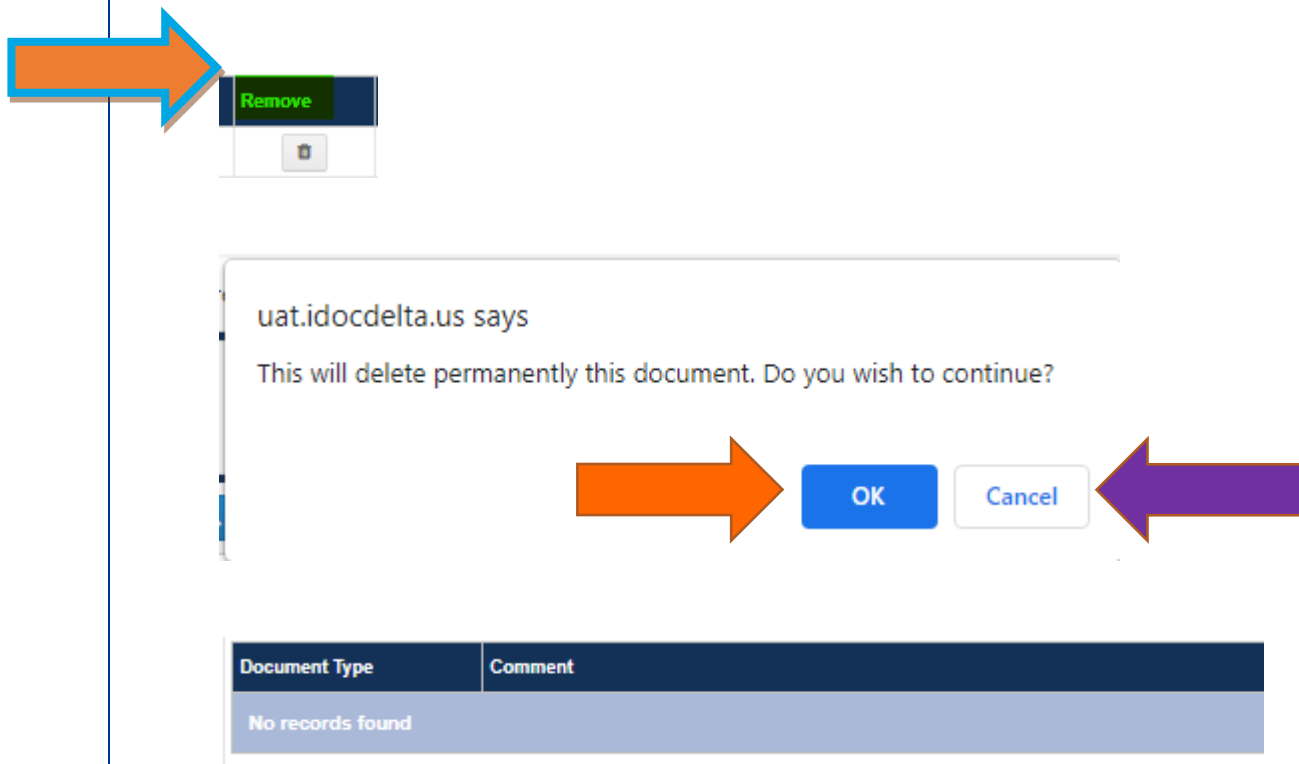 Remove
uat.idocdelta.us says
This will delete permanently this document. Do you wish to continue?
OK Cancel
Document Type Comment
No records found